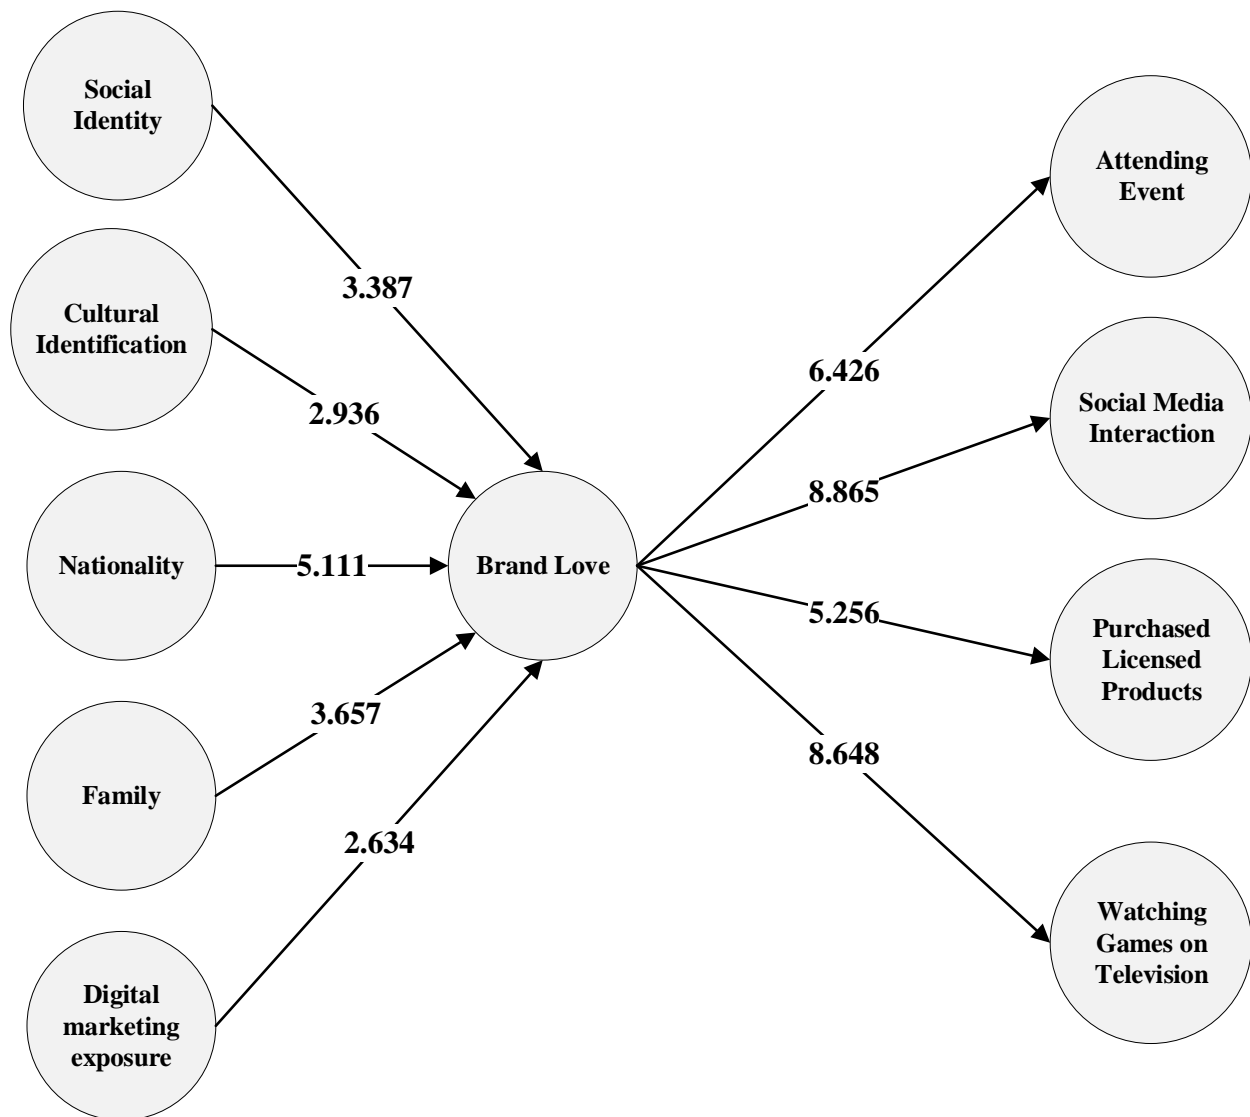 Social
Identity
3.387
Cultural
Identification
2.936
Nationality
5.111
Family
3.657
Digital
marketing
exposure
2.634
Brand Love
6.426
Attending
Event
8.865
Social Media
Interaction
5.256
Purchased
Licensed
Products
8.648
Watching
Games on
Television